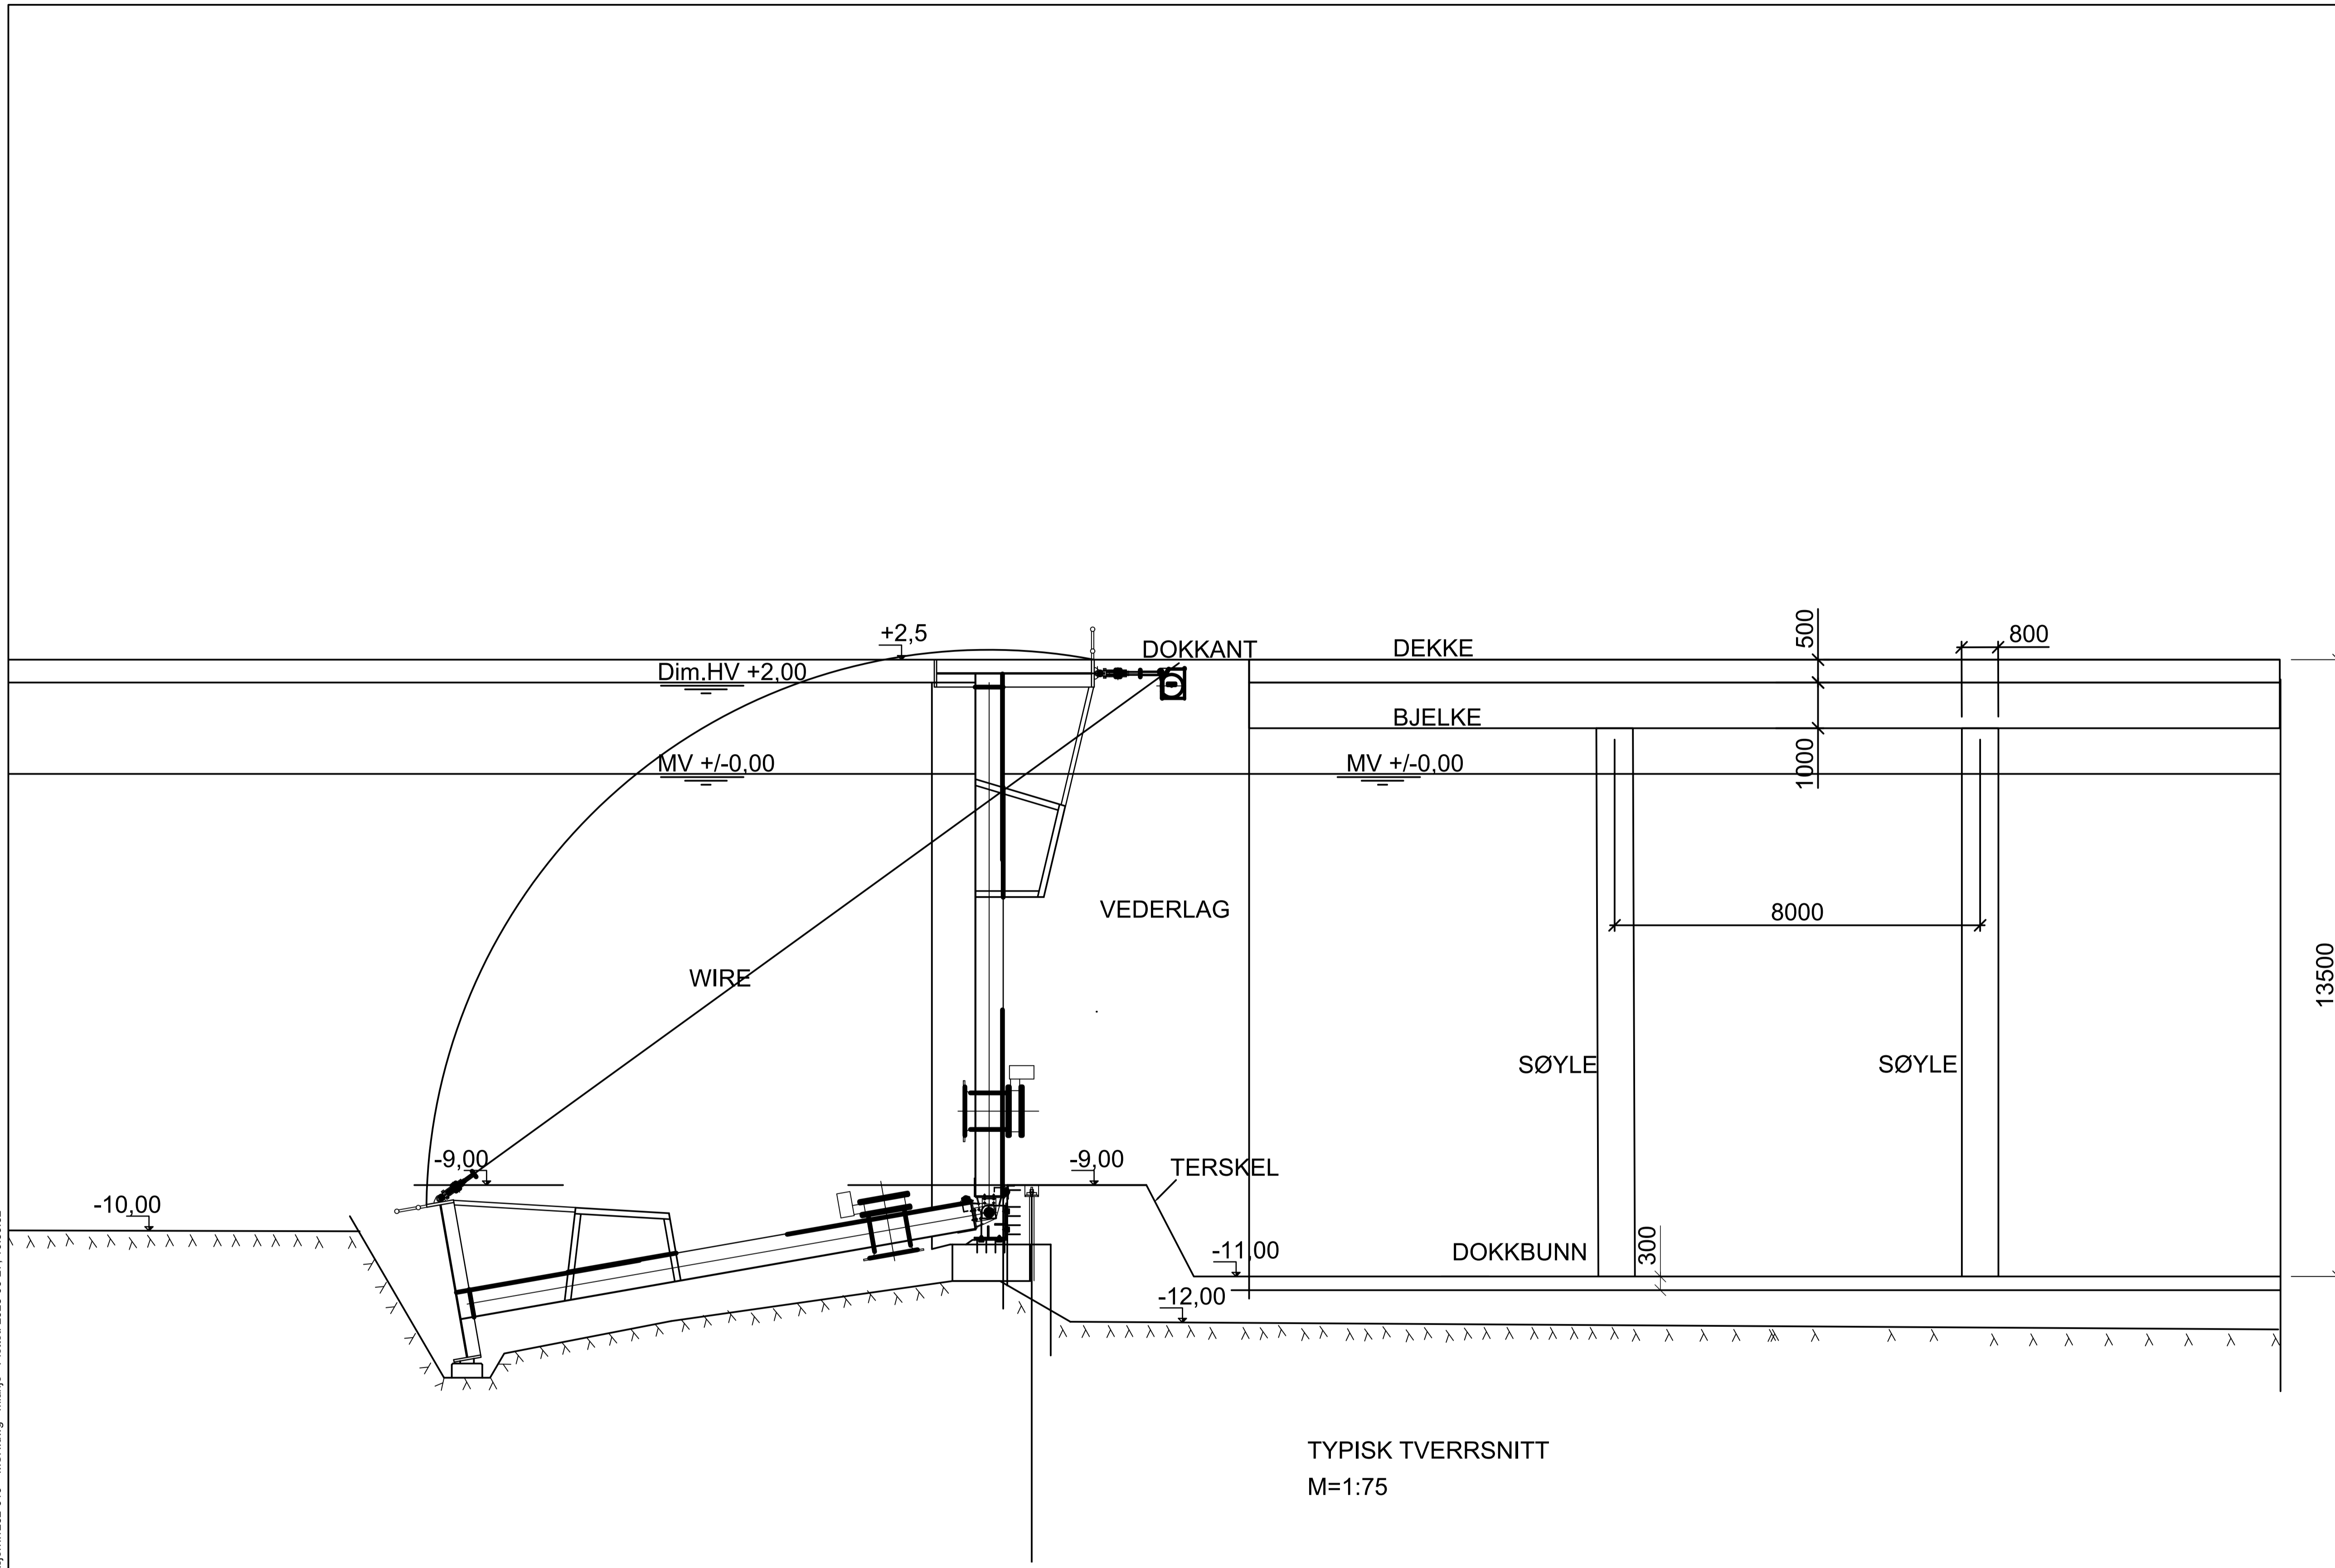 +2,5
500
800
DOKKANT
DEKKE
Dim.HV +2,00
BJELKE
MV +/-0,00
MV +/-0,00
1000
VEDERLAG
8000
WIRE
13500
SØYLE
SØYLE
-9,00
-9,00
TERSKEL
-10,00
-11,00
DOKKBUNN
300
-12,00
TYPISK TVERRSNITT
M=1:75